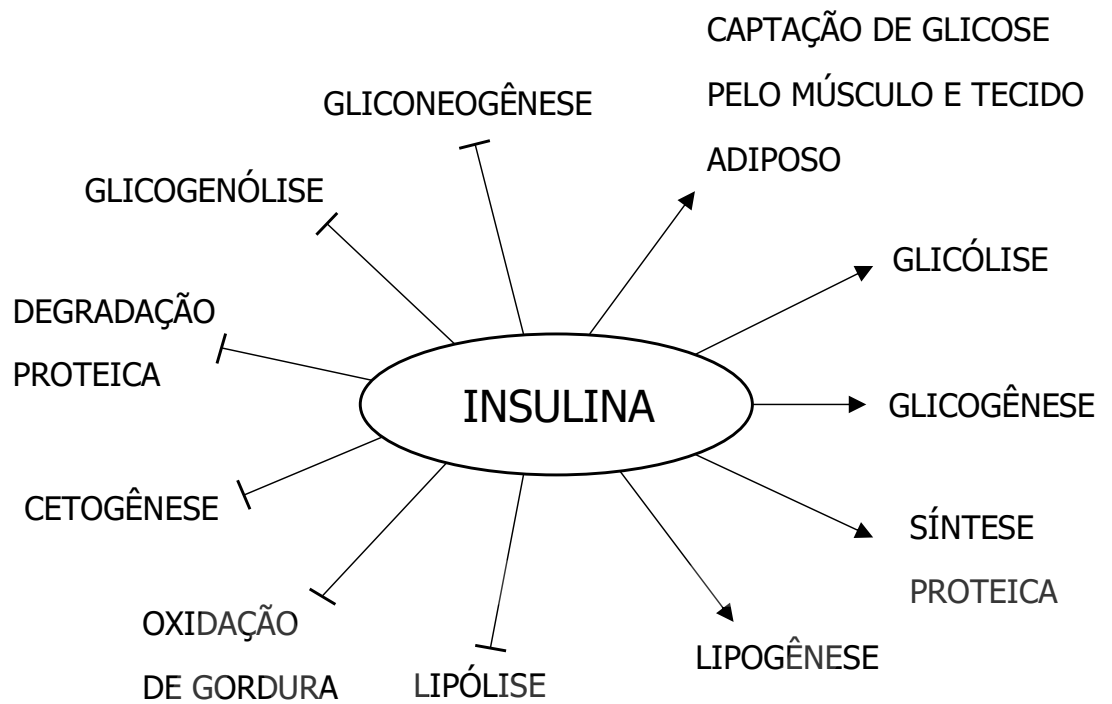 CAPTAÇÃO DE GLICOSE
PELO MÚSCULO E TECIDO
ADIPOSO
GLICONEOGÊNESE
GLICOGENÓLISE
GLICÓLISE
DEGRADAÇÃO
PROTEICA
INSULINA
GLICOGÊNESE
CETOGÊNESE
SÍNTESE
PROTEICA
OXIDAÇÃO
DE GORDURA
LIPÓLISE
LIPOGÊNESE